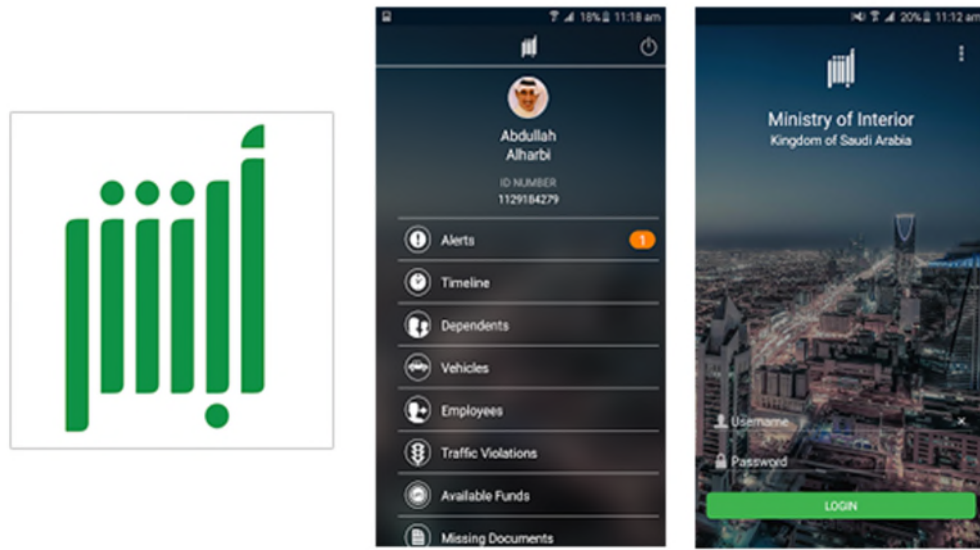 أبشر
18% 11:18 am
Abdullah
Alharbi
ID NUMBER
1129184279
Alerts
1
Timeline
Dependents
Vehicles
Employees
Traffic Violations
Available Funds
Missing Documents
20% 11:12 am
أبشر
Ministry of Interior
Kingdom of Saudi Arabia
Username
Password
LOGIN